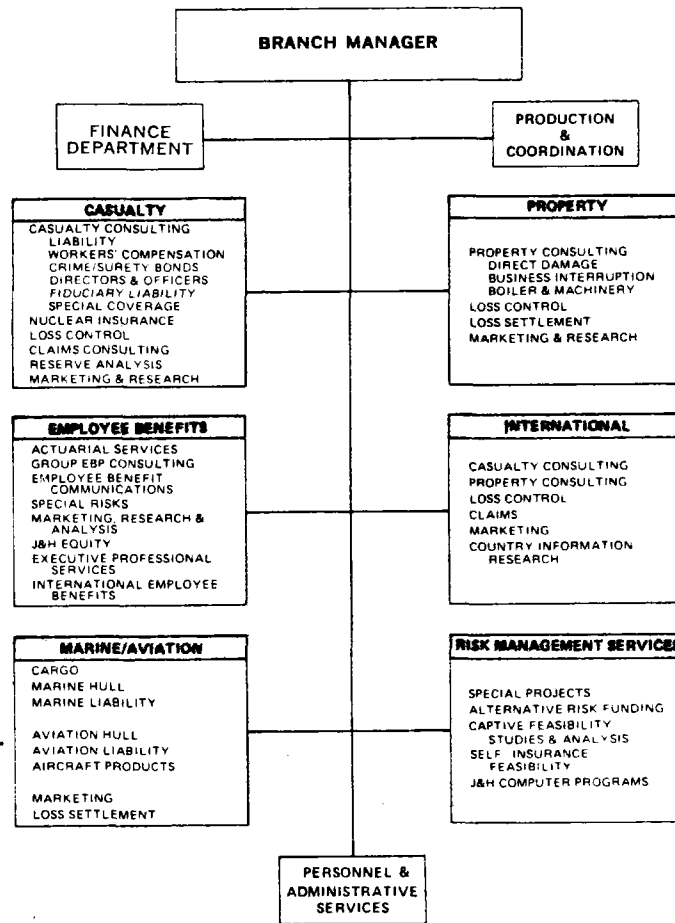 BRANCH MANAGER
FINANCE
DEPARTMENT
PRODUCTION
&
COORDINATION
CASUALTY
CASUALTY CONSULTING
LIABILITY
WORKERS' COMPENSATION
CRIME/SURETY BONDS
DIRECTORS & OFFICERS
FIDUCIARY LIABILITY
SPECIAL COVERAGE
NUCLEAR INSURANCE
LOSS CONTROL
CLAIMS CONSULTING
RESERVE ANALYSIS
MARKETING & RESEARCH
PROPERTY
PROPERTY CONSULTING
DIRECT DAMAGE
BUSINESS INTERRUPTION
BOILER & MACHINERY
LOSS CONTROL
LOSS SETTLEMENT
MARKETING & RESEARCH
EMPLOYEE BENEFITS
ACTUARIAL SERVICES
GROUP EBP CONSULTING
EMPLOYEE BENEFIT
COMMUNICATIONS
SPECIAL RISKS
MARKETING, RESEARCH &
ANALYSIS
J&H EQUITY
EXECUTIVE PROFESSIONAL
SERVICES
INTERNATIONAL EMPLOYEE
BENEFITS
INTERNATIONAL
CASUALTY CONSULTING
PROPERTY CONSULTING
LOSS CONTROL
CLAIMS
MARKETING
COUNTRY INFORMATION
RESEARCH
MARINE/AVIATION
CARGO
MARINE HULL
MARINE LIABILITY
AVIATION HULL
AVIATION LIABILITY
AIRCRAFT PRODUCTS
MARKETING
LOSS SETTLEMENT
RISK MANAGEMENT SERVICES
SPECIAL PROJECTS
ALTERNATIVE RISK FUNDING
CAPTIVE FEASIBILITY
STUDIES & ANALYSIS
SELF INSURANCE
FEASIBILITY
J&H COMPUTER PROGRAMS
PERSONNEL &
ADMINISTRATIVE
SERVICES